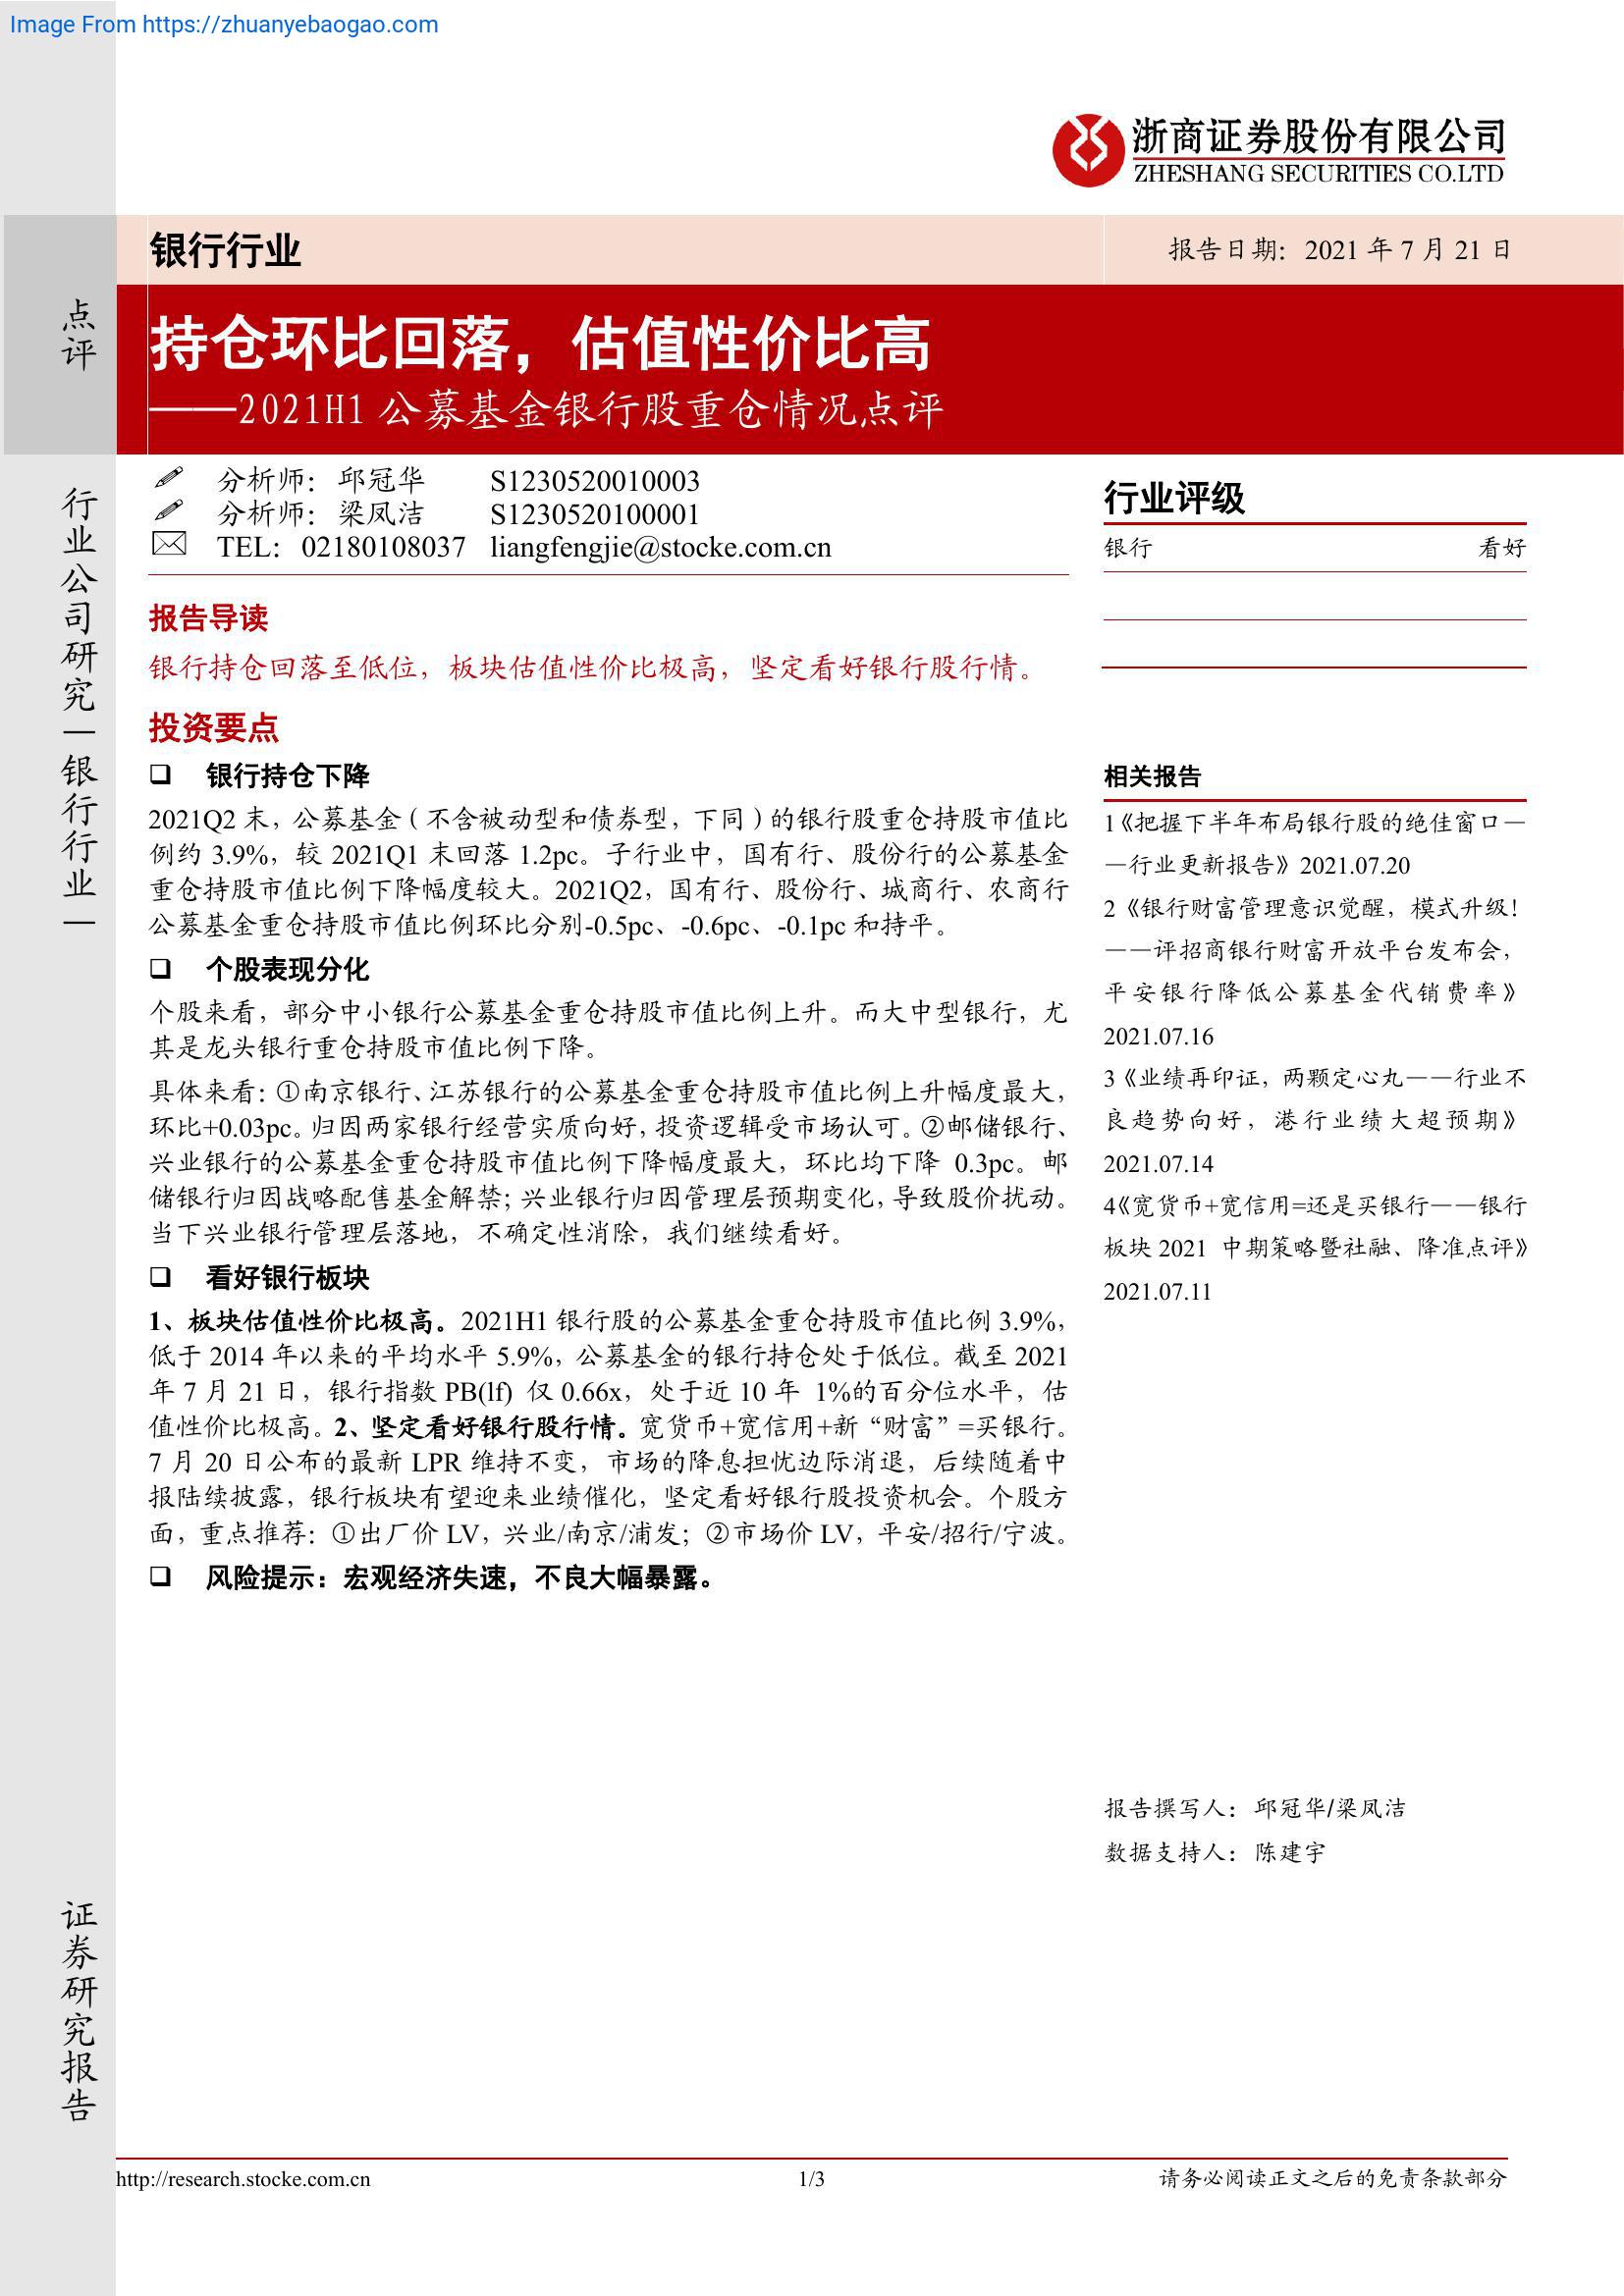 Image From https://zhuanyebaogao.com
浙商证券股份有限公司
ZHESHANG SECURITIES CO.LTD
银行行业
报告日期：2021 年 7 月 21 日
点评
持仓环比回落，估值性价比高
——2021H1 公募基金银行股重仓情况点评
行业公司研究｜银行行业｜
分析师：邱冠华 S1230520010003
分析师：梁凤洁 S1230520100001
TEL：02180108037 liangfengjie@stocke.com.cn
报告导读
银行持仓回落至低位，板块估值性价比极高，坚定看好银行股行情。
投资要点
❑ 银行持仓下降
2021Q2 末，公募基金（不含被动型和债券型，下同）的银行股重仓持股市值比
例约 3.9%，较 2021Q1 末回落 1.2pc。子行业中，国有行、股份行的公募基金
重仓持股市值比例下降幅度较大。2021Q2，国有行、股份行、城商行、农商行
公募基金重仓持股市值比例环比分别-0.5pc、-0.6pc、-0.1pc 和持平。
❑ 个股表现分化
个股来看，部分中小银行公募基金重仓持股市值比例上升。而大中型银行，尤
其是龙头银行重仓持股市值比例下降。
具体来看：①南京银行、江苏银行的公募基金重仓持股市值比例上升幅度最大，
环比+0.03pc。归因两家银行经营实质向好，投资逻辑受市场认可。②邮储银行、
兴业银行的公募基金重仓持股市值比例下降幅度最大，环比均下降 0.3pc。邮
储银行归因战略配售基金解禁；兴业银行归因管理层预期变化，导致股价扰动。
当下兴业银行管理层落地，不确定性消除，我们继续看好。
❑ 看好银行板块
1、板块估值性价比极高。2021H1 银行股的公募基金重仓持股市值比例 3.9%，
低于 2014 年以来的平均水平 5.9%，公募基金的银行持仓处于低位。截至 2021
年 7 月 21 日，银行指数 PB(lf) 仅 0.66x，处于近 10 年 1%的百分位水平，估
值性价比极高。2、坚定看好银行股行情。宽货币+宽信用+新“财富”=买银行。
7 月 20 日公布的最新 LPR 维持不变，市场的降息担忧边际消退，后续随着中
报陆续披露，银行板块有望迎来业绩催化，坚定看好银行股投资机会。个股方
面，重点推荐：①出厂价 LV，兴业/南京/浦发；②市场价 LV，平安/招行/宁波。
❑ 风险提示：宏观经济失速，不良大幅暴露。
行业评级
银行 看好
相关报告
1《把握下半年布局银行股的绝佳窗口—
—行业更新报告》2021.07.20
2《银行财富管理意识觉醒，模式升级！
——评招商银行财富开放平台发布会，
平安银行降低公募基金代销费率》
2021.07.16
3《业绩再印证，两颗定心丸——行业不
良趋势向好，港行业绩大超预期》
2021.07.14
4《宽货币+宽信用=还是买银行——银行
板块 2021 中期策略暨社融、降准点评》
2021.07.11
报告撰写人：邱冠华/梁凤洁
数据支持人：陈建宇
证券研究报告
http://research.stocke.com.cn
1/3
请务必阅读正文之后的免责条款部分